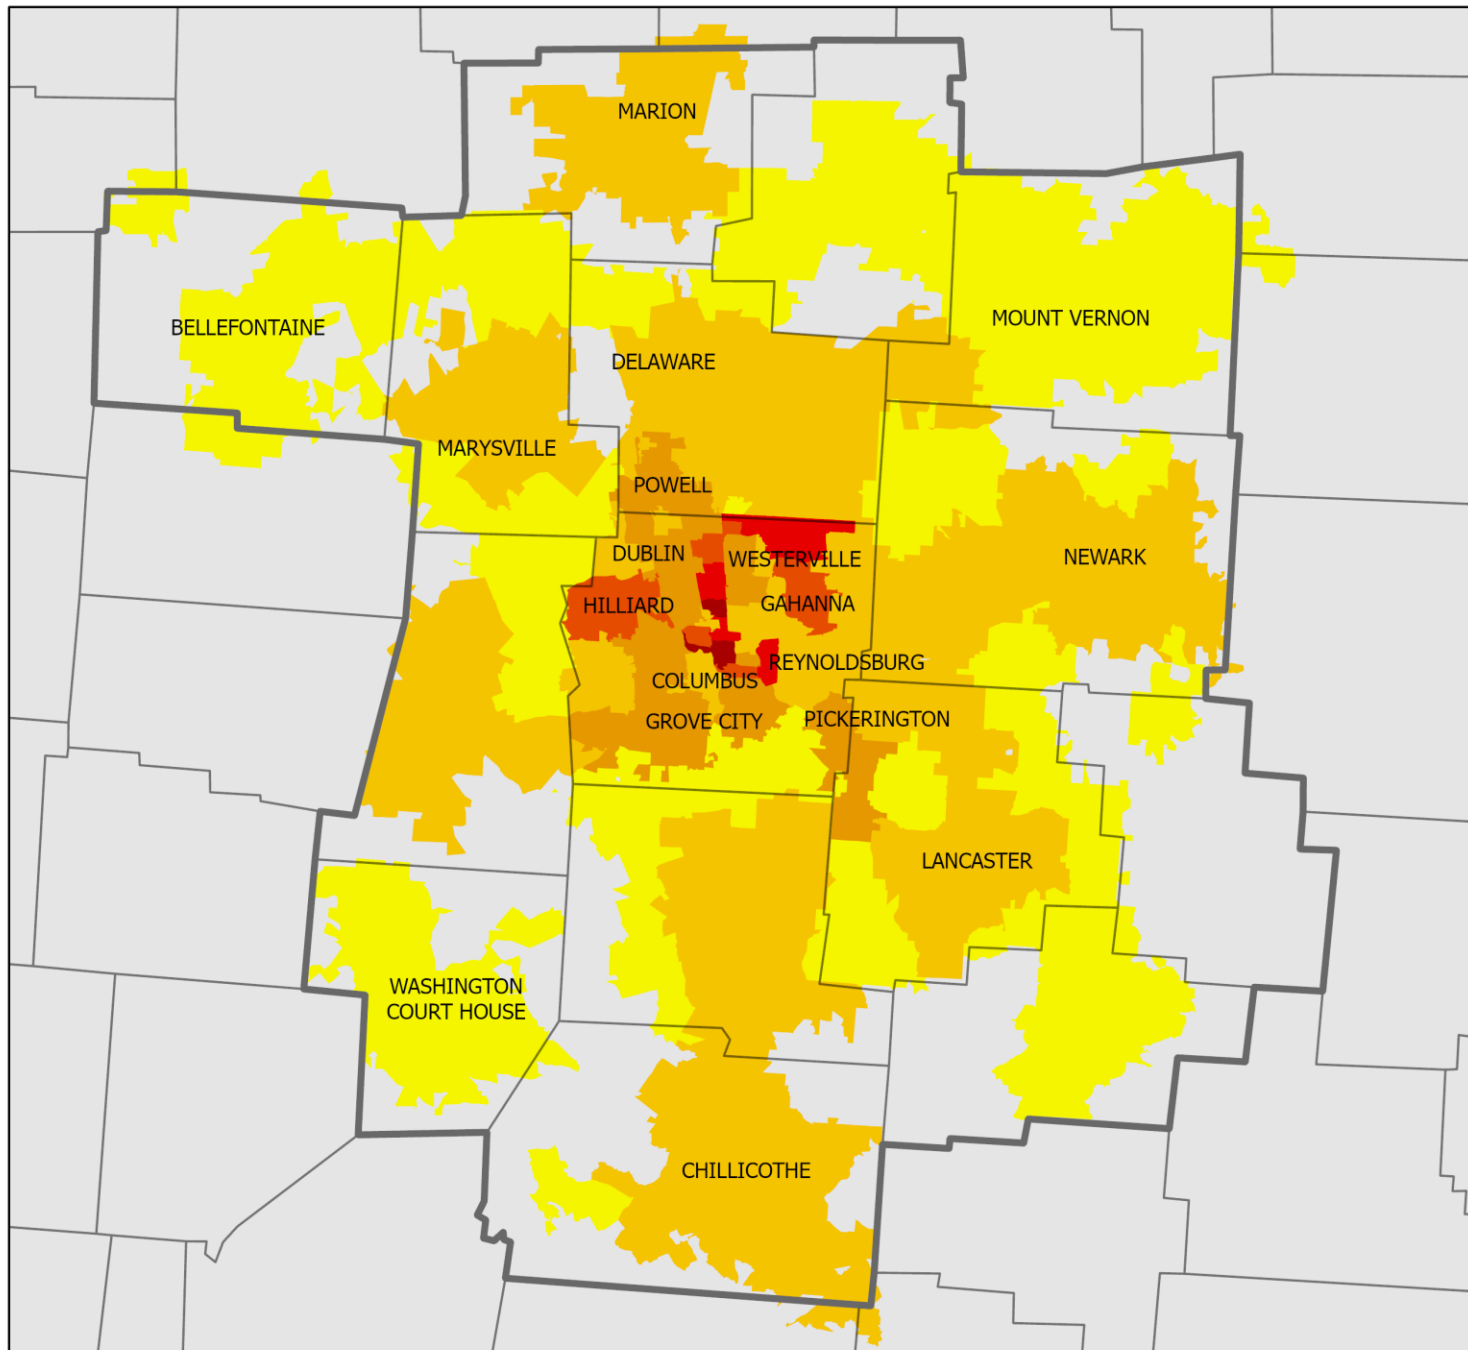 MARION
BELLEFONTAINE
MOUNT VERNON
DELAWARE
MARYSVILLE
POWELL
DUBLIN
WESTERVILLE
NEWARK
HILLIARD
GAHANNA
REYNOLDSBURG
COLUMBUS
GROVE CITY
PICKERINGTON
LANCASTER
WASHINGTON
COURT HOUSE
CHILLICOTHE